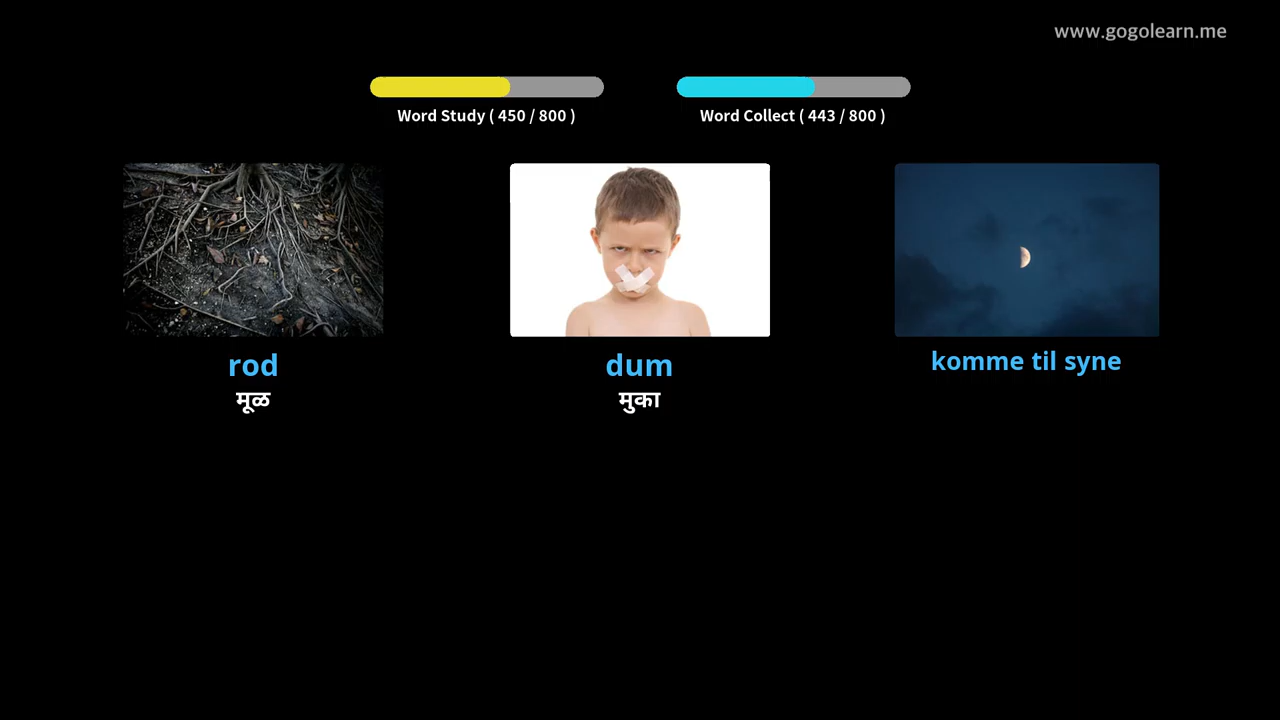 www.gogolearn.me
Word Study ( 450 / 800 )
Word Collect ( 443 / 800 )
rod
मूळ
dum
मुका
komme til syne